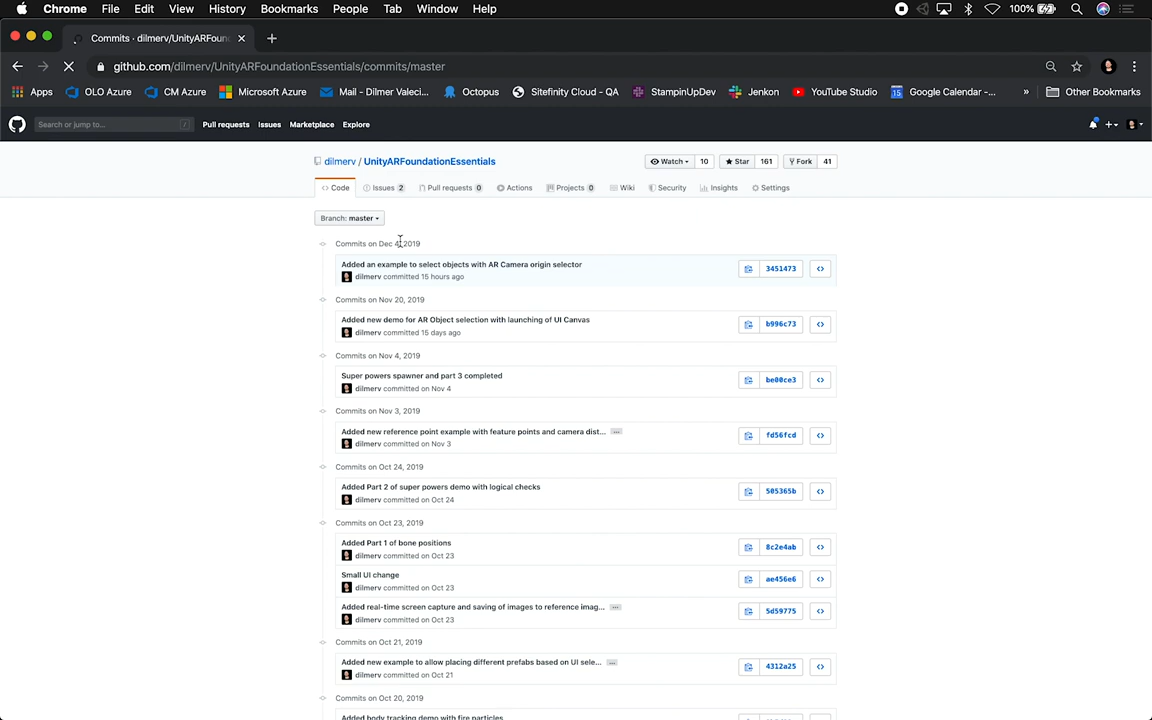 Chrome File Edit View History Bookmarks People Tab Window Help 100%
Commits · dilmerv/UnityARFoun
github.com/dilmerv/UnityARFoundationEssentials/commits/master
Apps OLO Azure CM Azure Microsoft Azure Mail - Dilmer Valeci... Octopus Sitefinity Cloud - QA StampinUpDev Jenkon YouTube Studio Google Calendar -... » Other Bookmarks
Search or jump to... / Pull requests Issues Marketplace Explore
dilmerv / UnityARFoundationEssentials Watch 10 Star 161 Fork 41
Code Issues 2 Pull requests 0 Actions Projects 0 Wiki Security Insights Settings
Branch: master
Commits on Dec 4, 2019
Added an example to select objects with AR Camera origin selector
dilmerv committed 15 hours ago
3451473
Commits on Nov 20, 2019
Added new demo for AR Object selection with launching of UI Canvas
dilmerv committed 15 days ago
b996c73
Commits on Nov 4, 2019
Super powers spawner and part 3 completed
dilmerv committed on Nov 4
be00ce3
Commits on Nov 3, 2019
Added new reference point example with feature points and camera dist... ...
dilmerv committed on Nov 3
fd56fcd
Commits on Oct 24, 2019
Added Part 2 of super powers demo with logical checks
dilmerv committed on Oct 24
505365b
Commits on Oct 23, 2019
Added Part 1 of bone positions
dilmerv committed on Oct 23
8c2e4ab
Small UI change
dilmerv committed on Oct 23
ae456e6
Added real-time screen capture and saving of images to reference imag... ...
dilmerv committed on Oct 23
5d59775
Commits on Oct 21, 2019
Added new example to allow placing different prefabs based on UI sele... ...
dilmerv committed on Oct 21
4312a25
Commits on Oct 20, 2019
Added body tracking demo with fire particles